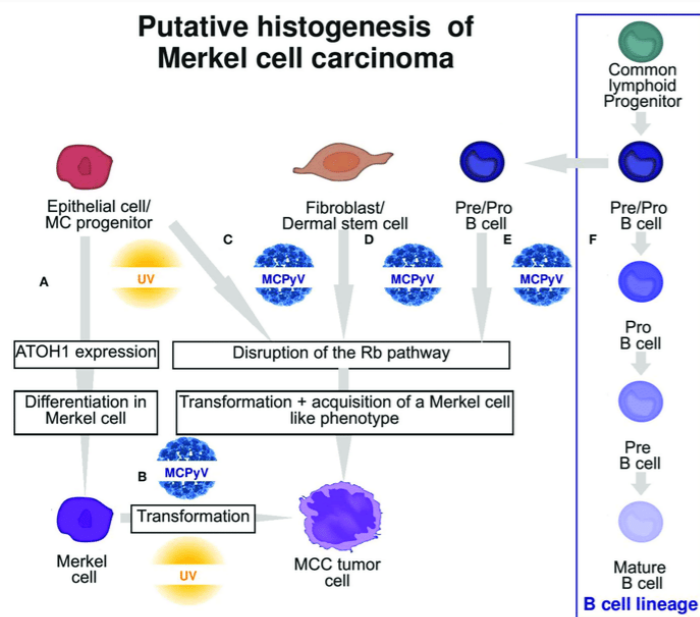 Putative histogenesis of
Merkel cell carcinoma
Common
lymphoid
Progenitor
Epithelial cell/
MC progenitor
Fibroblast/
Dermal stem cell
Pre/Pro
B cell
Pre/Pro
B cell
A
UV
C
MCPyV
D
MCPyV
E
MCPyV
F
Pro
B cell
ATOH1 expression
Disruption of the Rb pathway
Differentiation in
Merkel cell
Transformation + acquisition of a Merkel cell
like phenotype
Pre
B cell
B
MCPyV
Transformation
UV
Merkel
cell
MCC tumor
cell
Mature
B cell
B cell lineage